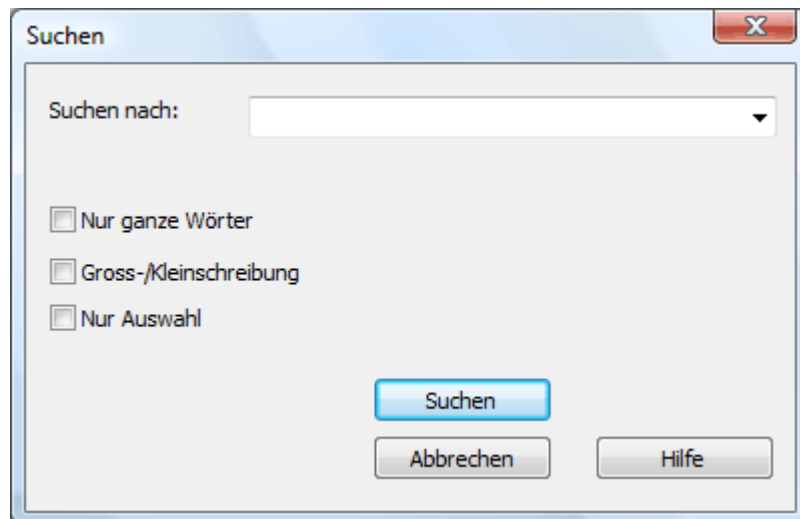 Suchen
Suchen nach:
Nur ganze Wörter
Gross-/Kleinschreibung
Nur Auswahl
Suchen
Abbrechen Hilfe